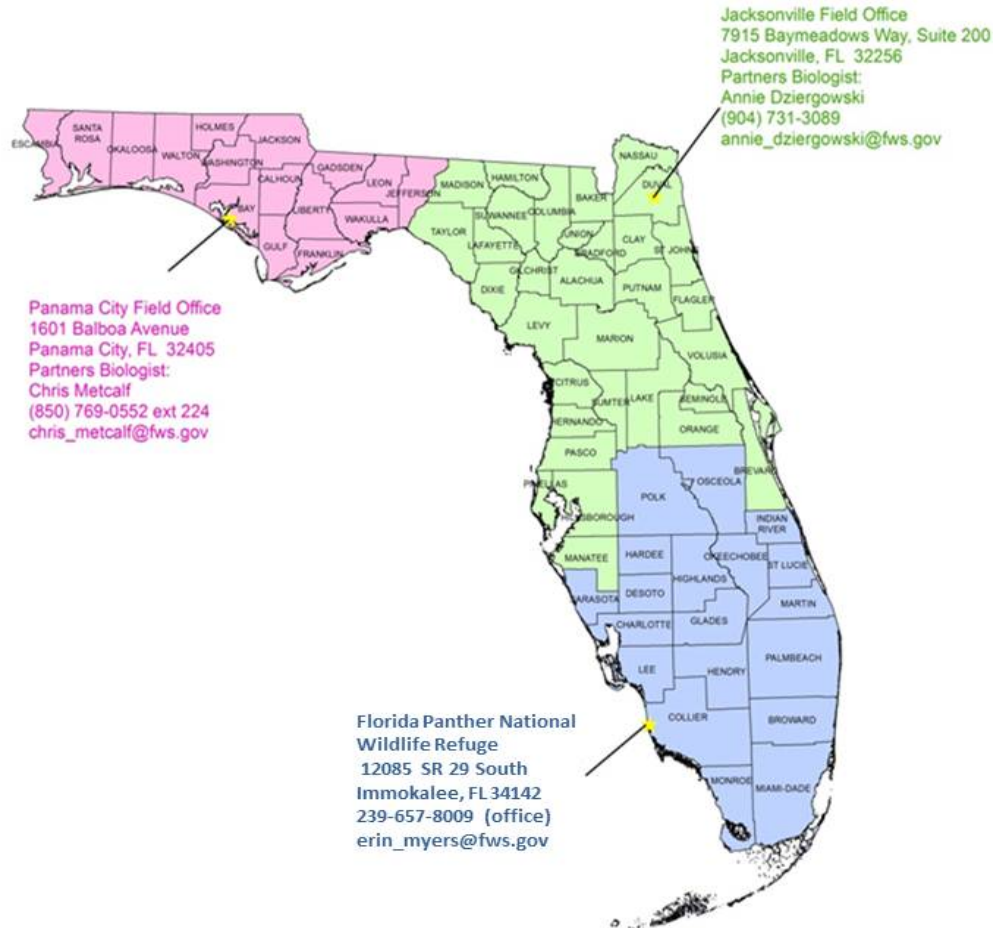 Jacksonville Field Office
7915 Baymeadows Way, Suite 200
Jacksonville, FL 32256
Partners Biologist:
Annie Dziergowski
(904) 731-3089
annie_dziergowski@fws.gov
ESCAMBIA
SANTA
ROSA
OKALOOSA
WALTON
HOLMES
WASHINGTON
JACKSON
BAY
CALHOUN
GULF
GADSDEN
LIBERTY
FRANKLIN
LEON
WAKULLA
JEFFERSON
MADISON
TAYLOR
HAMILTON
SUWANNEE
LAFAYETTE
DIXIE
COLUMBIA
GILCHRIST
BAKER
UNION
BRADFORD
ALACHUA
LEVY
NASSAU
DUVAL
CLAY
ST JOHNS
PUTNAM
FLAGLER
MARION
VOLUSIA
CITRUS
SUMTER
LAKE
SEMINOLE
HERNANDO
ORANGE
PASCO
BREVARD
PINELLAS
HILLSBOROUGH
POLK
OSCEOLA
INDIAN
RIVER
MANATEE
HARDEE
OKEECHOBEE
ST LUCIE
HIGHLANDS
SARASOTA
DESOTO
MARTIN
CHARLOTTE
GLADES
LEE
HENDRY
PALMBEACH
COLLIER
BROWARD
MONROE
MIAMI-DADE
Panama City Field Office
1601 Balboa Avenue
Panama City, FL 32405
Partners Biologist:
Chris Metcalf
(850) 769-0552 ext 224
chris_metcalf@fws.gov
Florida Panther National
Wildlife Refuge
12085 SR 29 South
Immokalee, FL 34142
239-657-8009 (office)
erin_myers@fws.gov